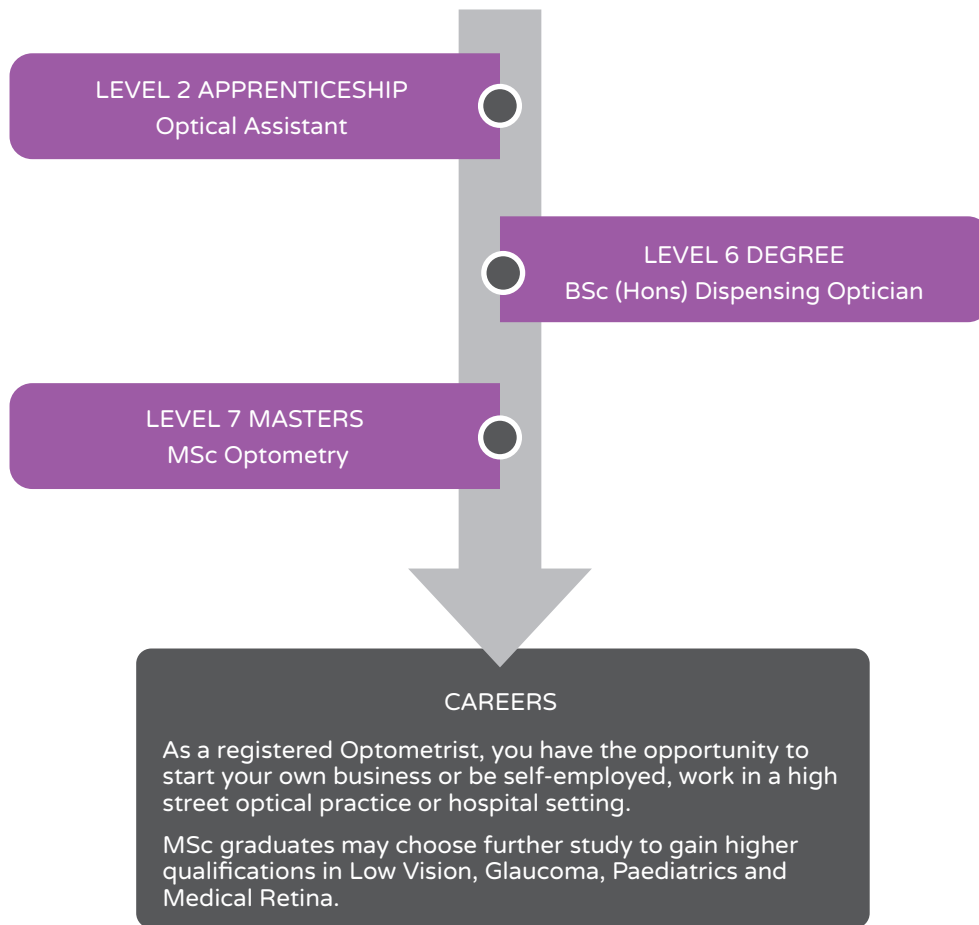 LEVEL 2 APPRENTICESHIP
Optical Assistant
LEVEL 6 DEGREE
BSc (Hons) Dispensing Optician
LEVEL 7 MASTERS
MSc Optometry
CAREERS
As a registered Optometrist, you have the opportunity to
start your own business or be self-employed, work in a high
street optical practice or hospital setting.
MSc graduates may choose further study to gain higher
qualifications in Low Vision, Glaucoma, Paediatrics and
Medical Retina.